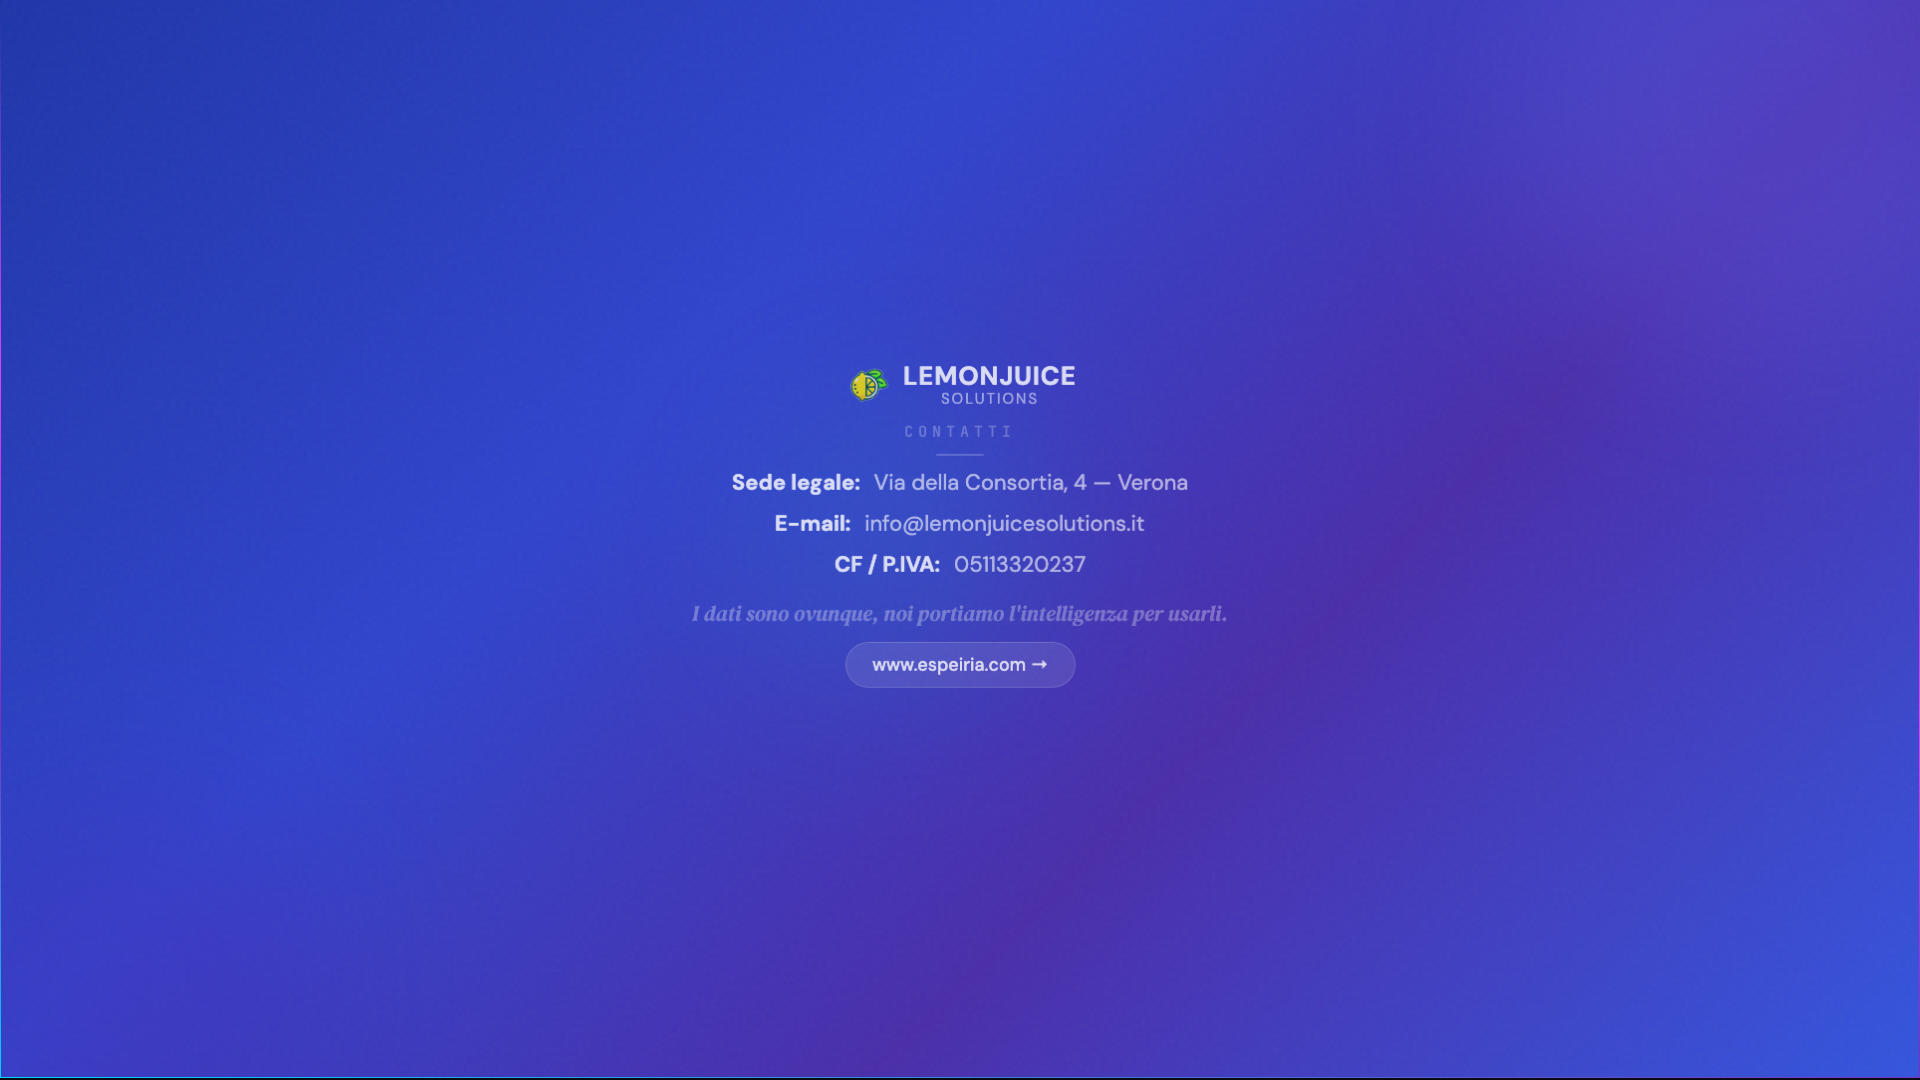 LEMONJUICE
SOLUTIONS
CONTATTI
Sede legale: Via della Consortia, 4 — Verona
E-mail: info@lemonjuicesolutions.it
CF / P.IVA: 05113320237
I dati sono ovunque, noi portiamo l'intelligenza per usarli.
www.espeiria.com →